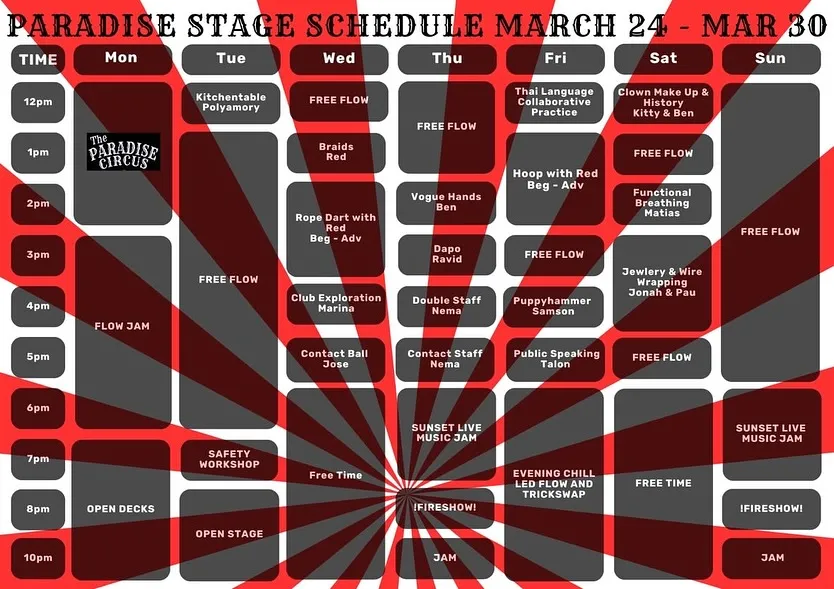 PARADISE STAGE SCHEDULE MARCH 24 - MAR 30
TIME Mon Tue Wed Thu Fri Sat Sun
12pm
The
PARADISE
CIRCUS
Kitchentable
Polyamory
FREE FLOW
FREE FLOW
Thai Language
Collaborative
Practice
Clown Make Up &
History
Kitty & Ben
FREE FLOW
1pm
FREE FLOW
Braids
Red
Hoop with Red
Beg - Adv
FREE FLOW
2pm
Rope Dart with
Red
Beg - Adv
Vogue Hands
Ben
Functional
Breathing
Matias
3pm
FLOW JAM
Dapo
Ravid
FREE FLOW
Jewlery & Wire
Wrapping
Jonah & Pau
4pm
Club Exploration
Marina
Double Staff
Nema
Puppyhammer
Samson
5pm
Contact Ball
Jose
Contact Staff
Nema
Public Speaking
Talon
FREE FLOW
6pm
Free Time
SUNSET LIVE
MUSIC JAM
EVENING CHILL
LED FLOW AND
TRICKSWAP
FREE TIME
SUNSET LIVE
MUSIC JAM
7pm
OPEN DECKS
SAFETY
WORKSHOP
8pm
OPEN STAGE
!FIRESHOW!
!FIRESHOW!
10pm
JAM
JAM